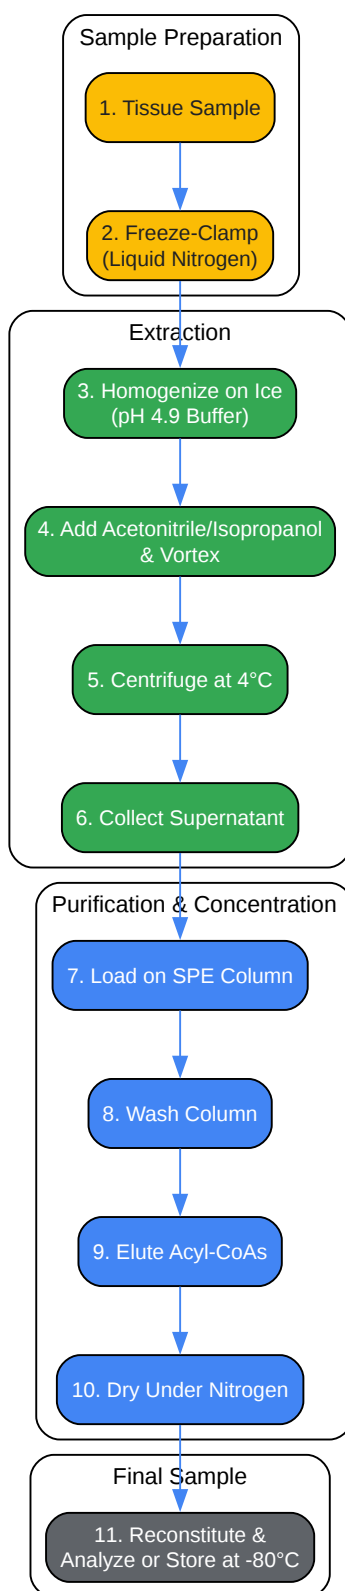 Sample Preparation
1. Tissue Sample
2. Freeze-Clamp
(Liquid Nitrogen)
Extraction
3. Homogenize on Ice
(pH 4.9 Buffer)
4. Add Acetonitrile/Isopropanol
& Vortex
5. Centrifuge at 4°C
6. Collect Supernatant
Purification & Concentration
7. Load on SPE Column
8. Wash Column
9. Elute Acyl-CoAs
10. Dry Under Nitrogen
Final Sample
11. Reconstitute &
Analyze or Store at -80°C